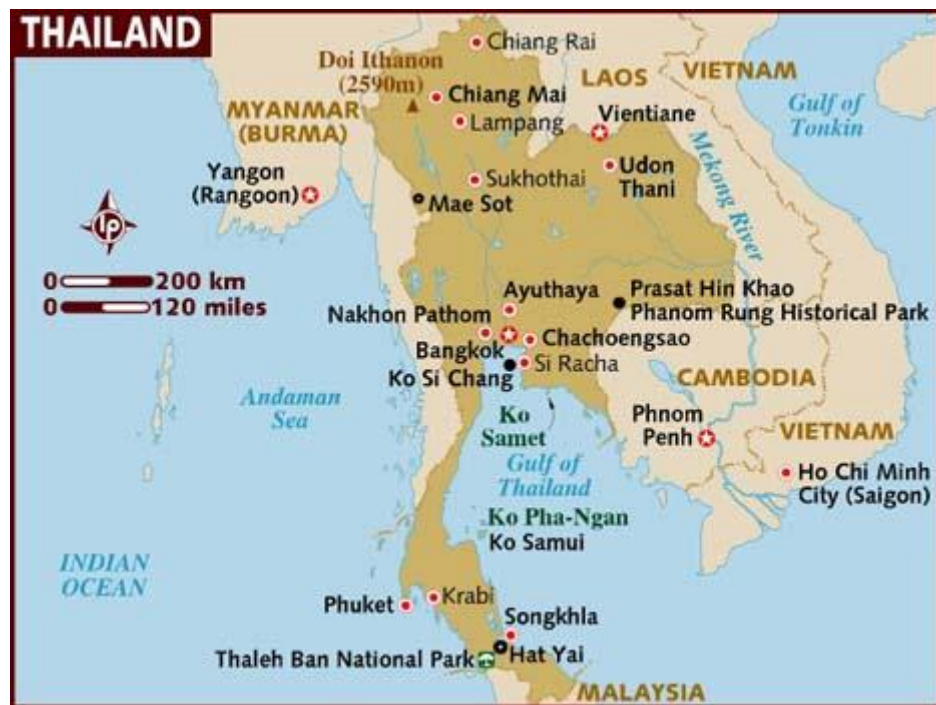 THAILAND
Chiang Rai
Doi Ithanon
(2590m)
LAOS
VIETNAM
MYANMAR
(BURMA)
Chiang Mai
Lampang
Vientiane
Gulf of
Tonkin
Yangon
(Rangoon)
Sukhothai
Udon
Thani
Mekong River
Mae Sot
lp
0 200 km
0 120 miles
Ayuthaya
Prasat Hin Khao
Phanom Rung Historical Park
Nakhon Pathom
Bangkok
Chachoengsao
Ko Si Chang
Si Racha
CAMBODIA
Andaman
Sea
Ko
Samet
Phnom
Penh
VIETNAM
Gulf of
Thailand
Ho Chi Minh
City (Saigon)
Ko Pha-Ngan
Ko Samui
INDIAN
OCEAN
Phuket
Krabi
Songkhla
Thaleh Ban National Park
Hat Yai
MALAYSIA